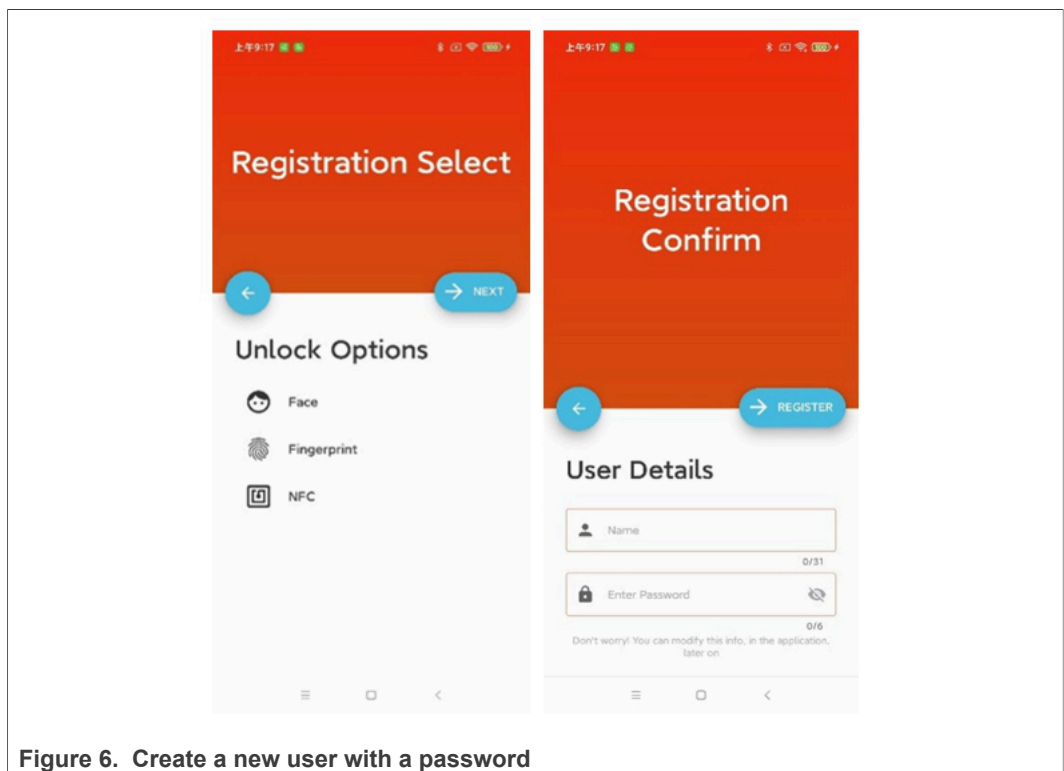 上午9:17
Registration Select
NEXT
Unlock Options
Face
Fingerprint
NFC
上午9:17
Registration
Confirm
REGISTER
User Details
Name
0/31
Enter Password
0/6
Don't worry! You can modify this info, in the application,
later on
Figure 6. Create a new user with a password